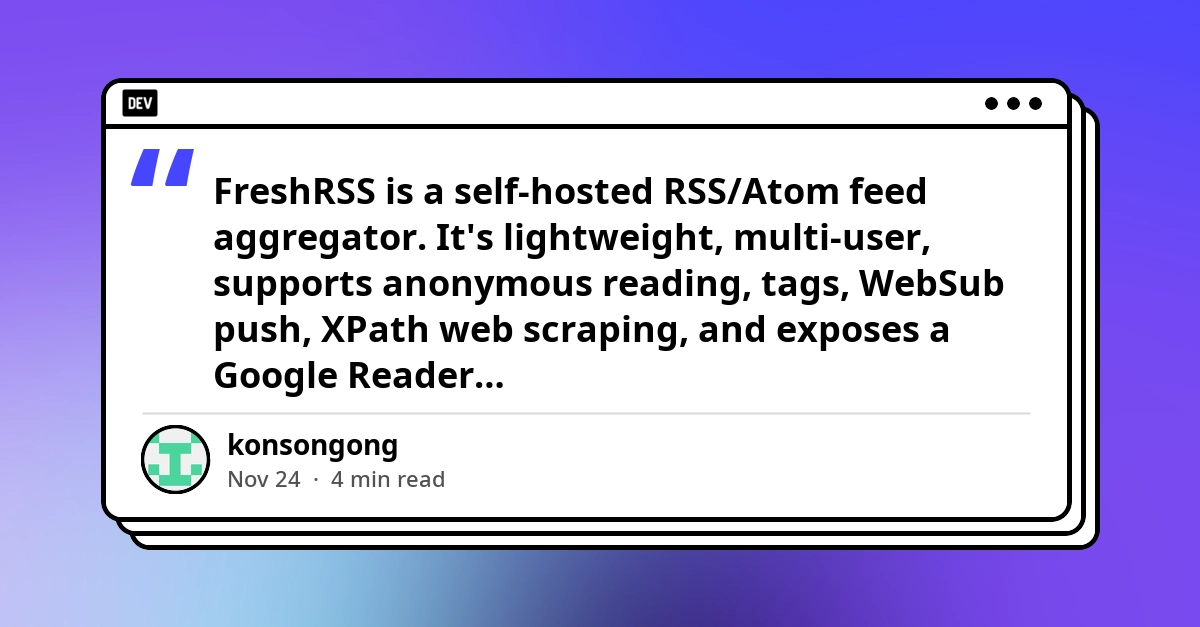 DEV
FreshRSS is a self-hosted RSS/Atom feed
aggregator. It's lightweight, multi-user,
supports anonymous reading, tags, WebSub
push, XPath web scraping, and exposes a
Google Reader...
konsongong
Nov 24 · 4 min read